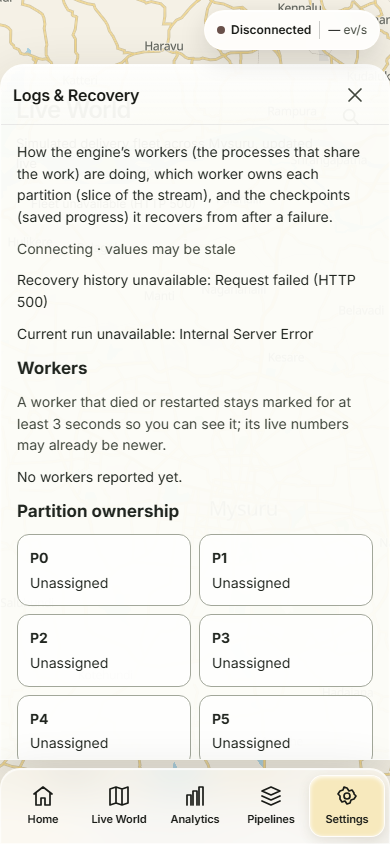 Kennalu
Haravu
Disconnected
— ev/s
Logs & Recovery
Live World
How the engine's workers (the processes that share
the work) are doing, which worker owns each
partition (slice of the stream), and the checkpoints
(saved progress) it recovers from after a failure.
Connecting · values may be stale
Recovery history unavailable: Request failed (HTTP
500)
Current run unavailable: Internal Server Error
Workers
A worker that died or restarted stays marked for at
least 3 seconds so you can see it; its live numbers
may already be newer.
No workers reported yet.
Mysuru
Partition ownership
P0
Unassigned
P1
Unassigned
P2
Unassigned
P3
Unassigned
P4
Unassigned
P5
Unassigned
Home
Live World
Analytics
Pipelines
Settings